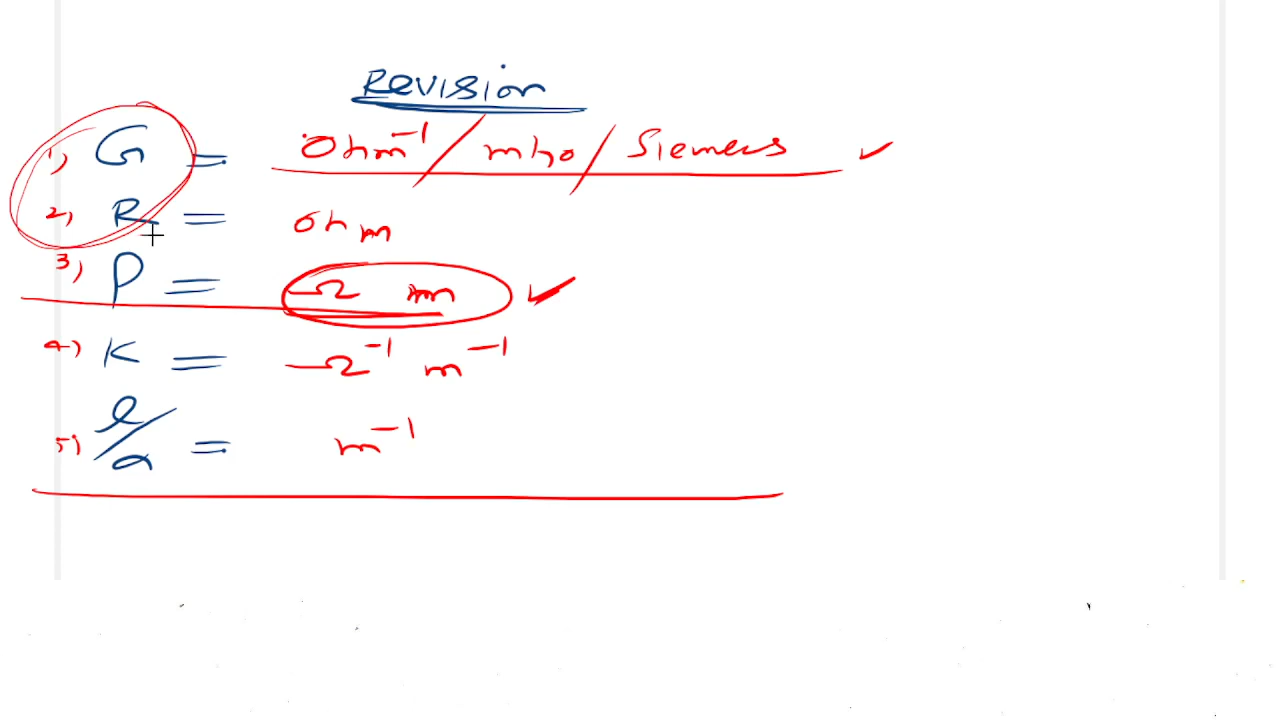 Revision
1) G = Ohm⁻¹ / mho / Siemens ✓
2) R = ohm
3) ρ = Ω m ✓
4) K = Ω⁻¹ m⁻¹
5) l/a = m⁻¹